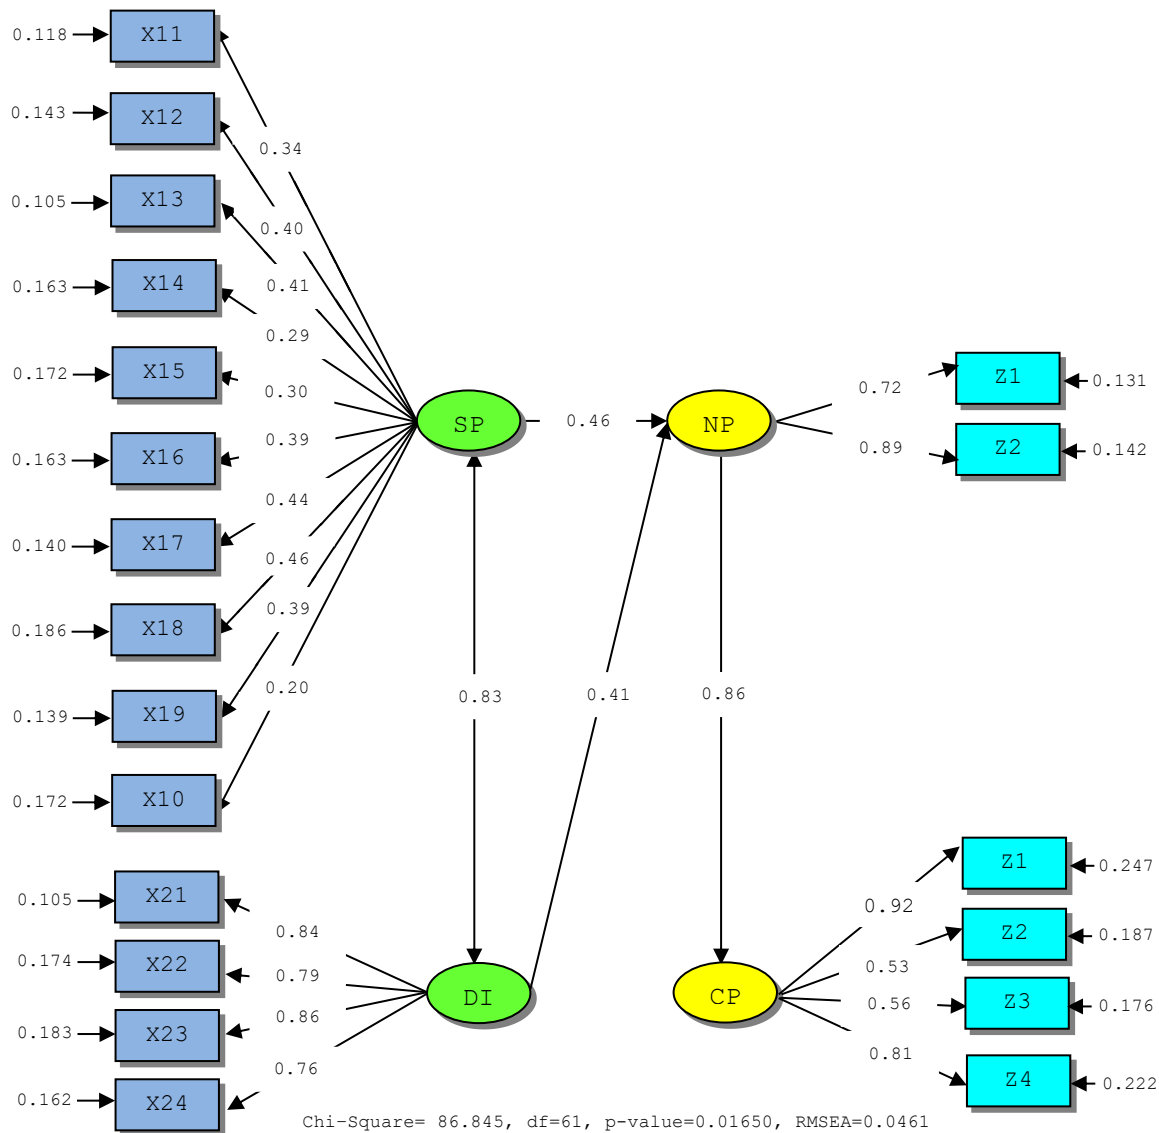 0.118 X11
0.143 X12
0.34
0.105 X13
0.40
0.163 X14
0.41
0.29
0.172 X15
0.30
Z1 0.131
0.72
SP 0.46 NP
0.163 X16
0.39
0.89 Z2 0.142
0.44
0.140 X17
0.46
0.186 X18
0.39
0.20
0.83 0.41 0.86
0.139 X19
0.172 X10
Z1 0.247
0.105 X21
0.92
0.84
Z2 0.187
0.174 X22
0.79
0.53
DI CP
0.86
0.56 Z3 0.176
0.183 X23
0.81
0.76
Z4 0.222
0.162 X24
Chi-Square= 86.845, df=61, p-value=0.01650, RMSEA=0.0461